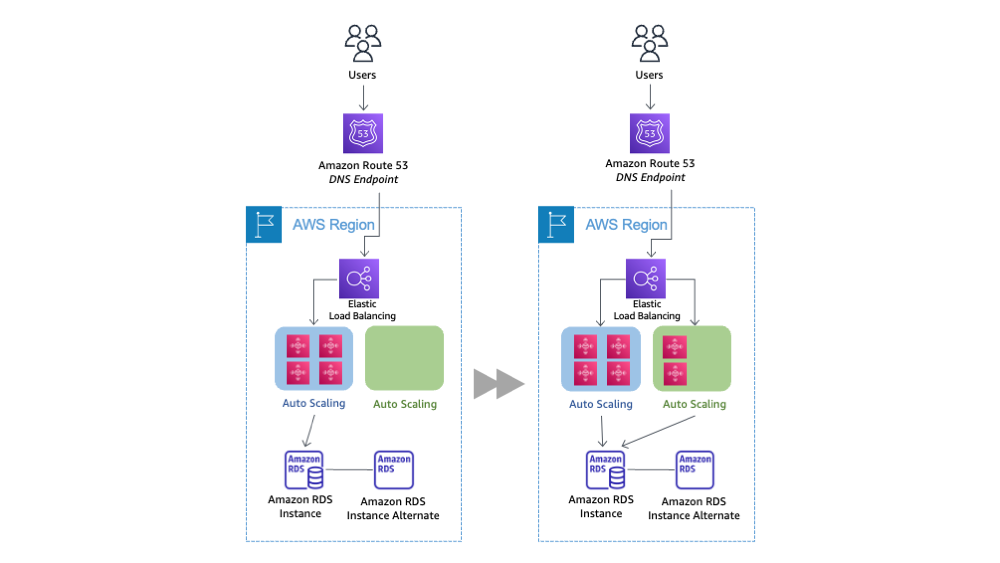 Users
53
Amazon Route 53
DNS Endpoint
AWS Region
Elastic
Load Balancing
Auto Scaling
Auto Scaling
Amazon
RDS
Amazon
RDS
Amazon RDS
Instance
Amazon RDS
Instance Alternate
Users
53
Amazon Route 53
DNS Endpoint
AWS Region
Elastic
Load Balancing
Auto Scaling
Auto Scaling
Amazon
RDS
Amazon
RDS
Amazon RDS
Instance
Amazon RDS
Instance Alternate